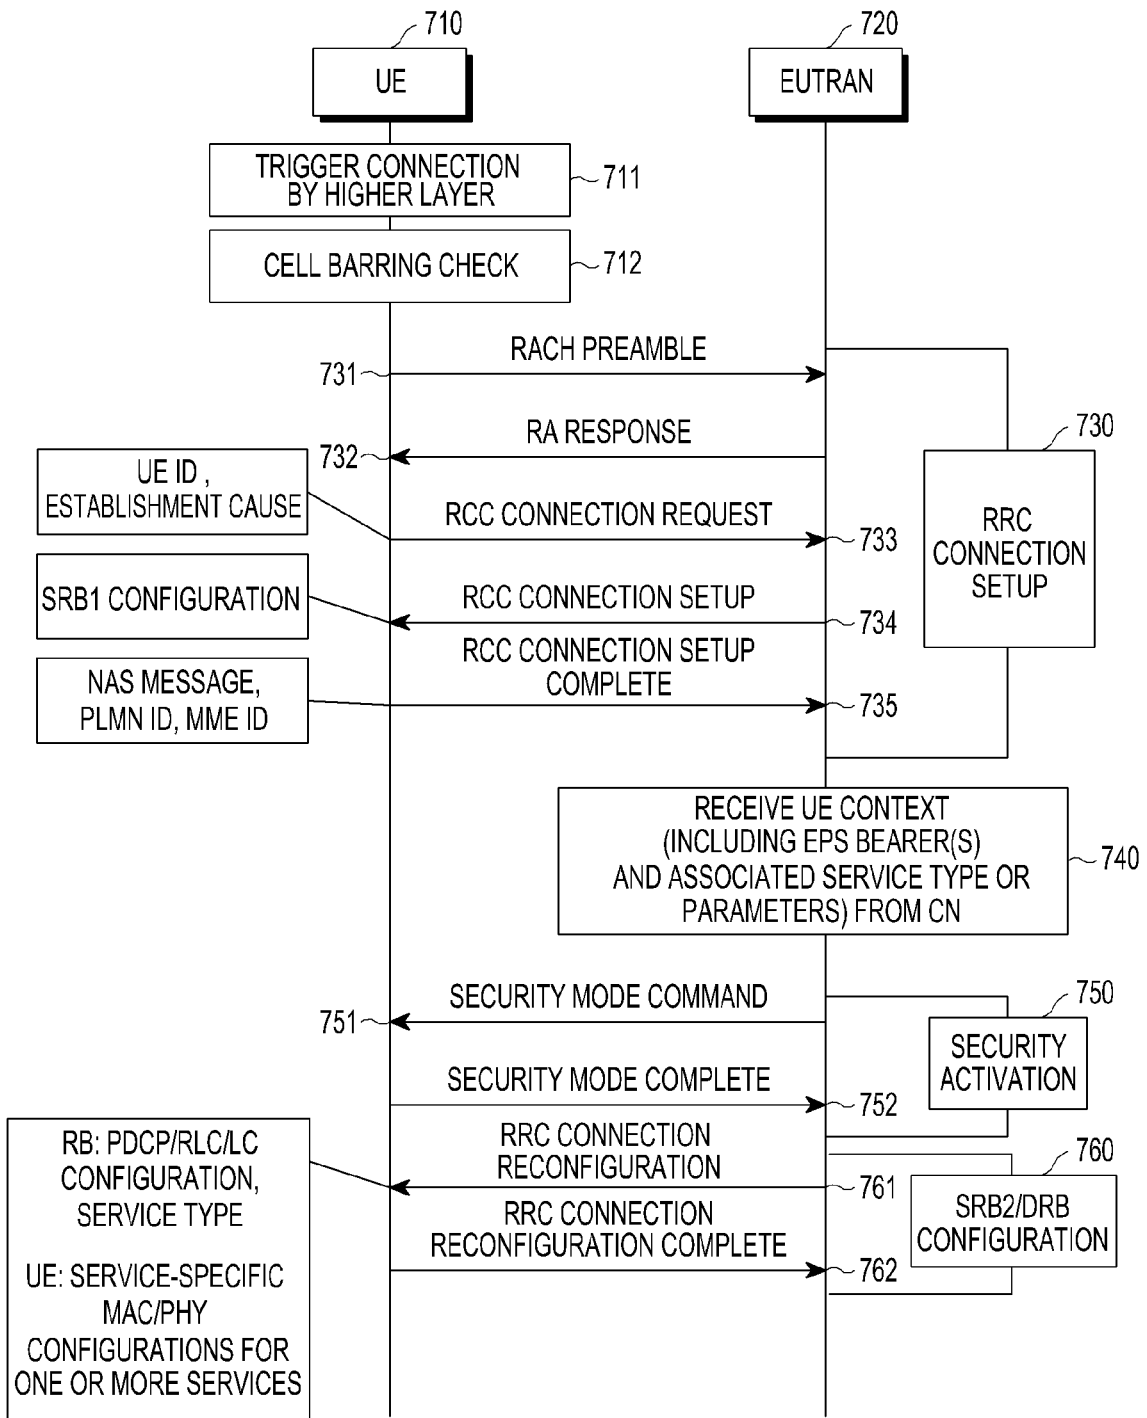 710
720
UE
EUTRAN
TRIGGER CONNECTION
BY HIGHER LAYER
711
CELL BARRING CHECK
712
RACH PREAMBLE
731
RA RESPONSE
732
730
RRC
CONNECTION
SETUP
UE ID ,
ESTABLISHMENT CAUSE
RCC CONNECTION REQUEST
733
SRB1 CONFIGURATION
RCC CONNECTION SETUP
734
RCC CONNECTION SETUP
COMPLETE
NAS MESSAGE,
PLMN ID, MME ID
735
RECEIVE UE CONTEXT
(INCLUDING EPS BEARER(S)
AND ASSOCIATED SERVICE TYPE OR
PARAMETERS) FROM CN
740
SECURITY MODE COMMAND
751
750
SECURITY
ACTIVATION
SECURITY MODE COMPLETE
752
RRC CONNECTION
RECONFIGURATION
761
760
SRB2/DRB
CONFIGURATION
RRC CONNECTION
RECONFIGURATION COMPLETE
762
RB: PDCP/RLC/LC
CONFIGURATION,
SERVICE TYPE
UE: SERVICE-SPECIFIC
MAC/PHY
CONFIGURATIONS FOR
ONE OR MORE SERVICES